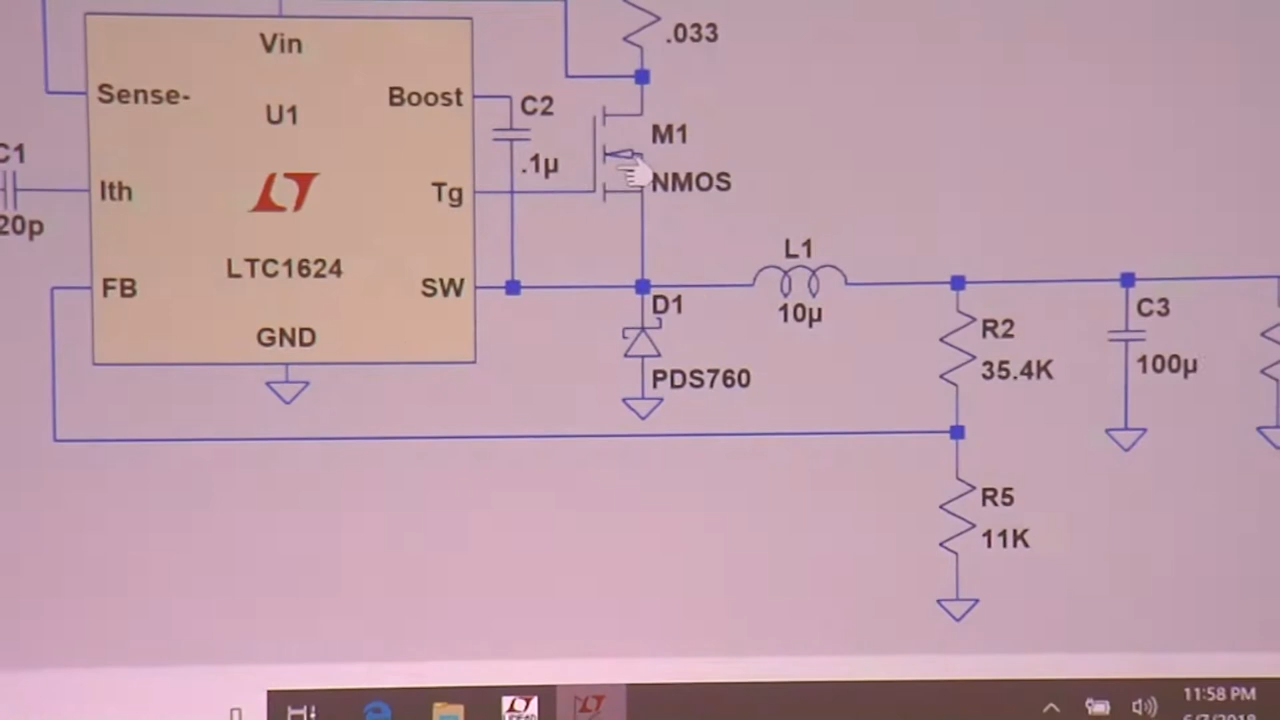 Vin
.033
Sense-
Boost
C2
U1
M1
C1
.1µ
NMOS
Ith
Tg
20p
L1
LTC1624
FB
SW
D1
10µ
C3
R2
GND
35.4K
100µ
PDS760
R5
11K
11:58 PM